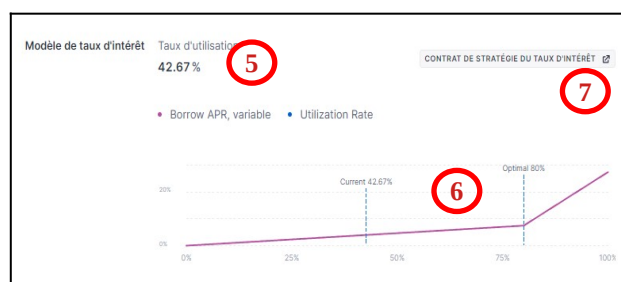 Modèle de taux d'intérêt
Taux d'utilisation
42.67 %
5
CONTRAT DE STRATÉGIE DU TAUX D'INTÉRÊT
7
• Borrow APR, variable • Utilization Rate
Optimal 80%
Current 42.67%
6
20%
0%
0% 25% 50% 75% 100%